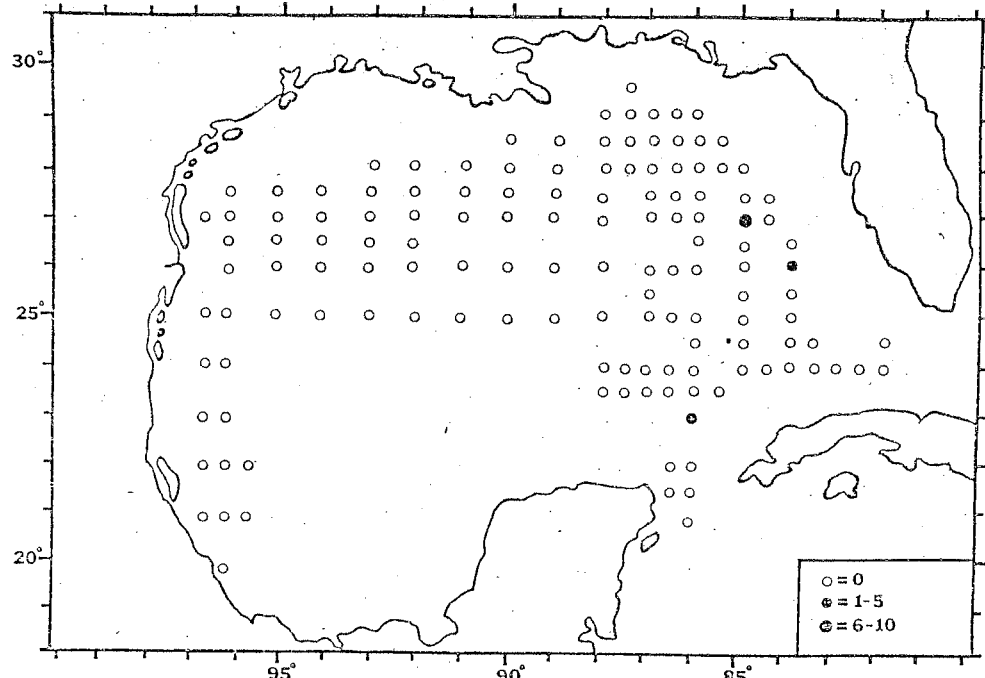 30°
25°
20°
95°
90°
85°
○ = 0
● = 1-5
● = 6-10